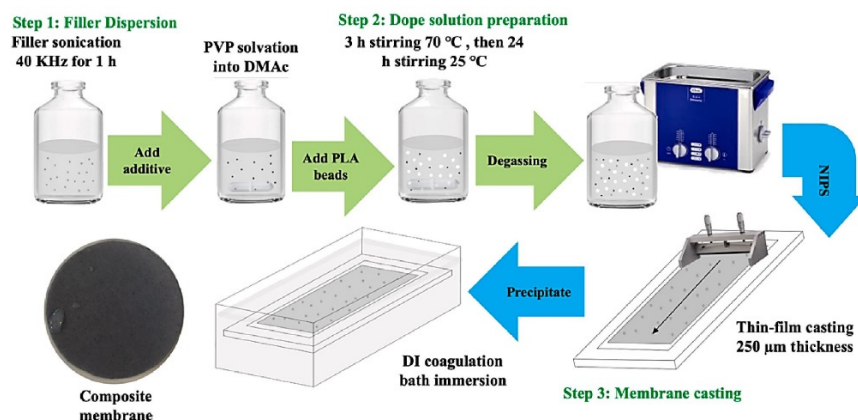 Step 1: Filler Dispersion
Filler sonication
40 KHz for 1 h
PVP solvation
into DMAc
Step 2: Dope solution preparation
3 h stirring 70 °C , then 24
h stirring 25 °C
Add
additive
Add PLA
beads
Degassing
NIPS
Precipitate
Thin-film casting
250 µm thickness
Step 3: Membrane casting
DI coagulation
bath immersion
Composite
membrane